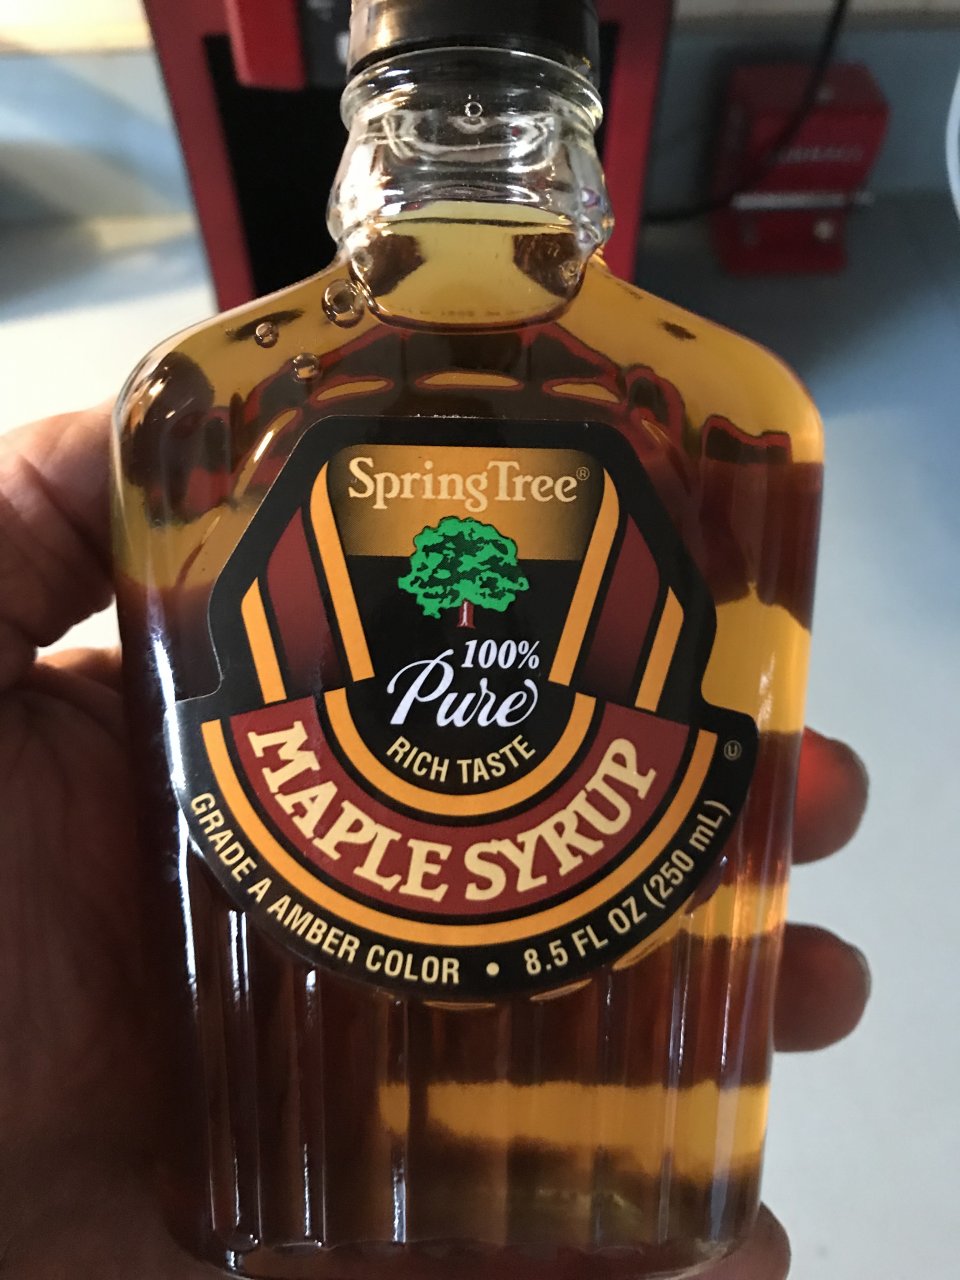 SpringTree®
100%
Pure
RICH TASTE
MAPLE SYRUP
U
GRADE A AMBER COLOR • 8.5 FL OZ (250 mL)